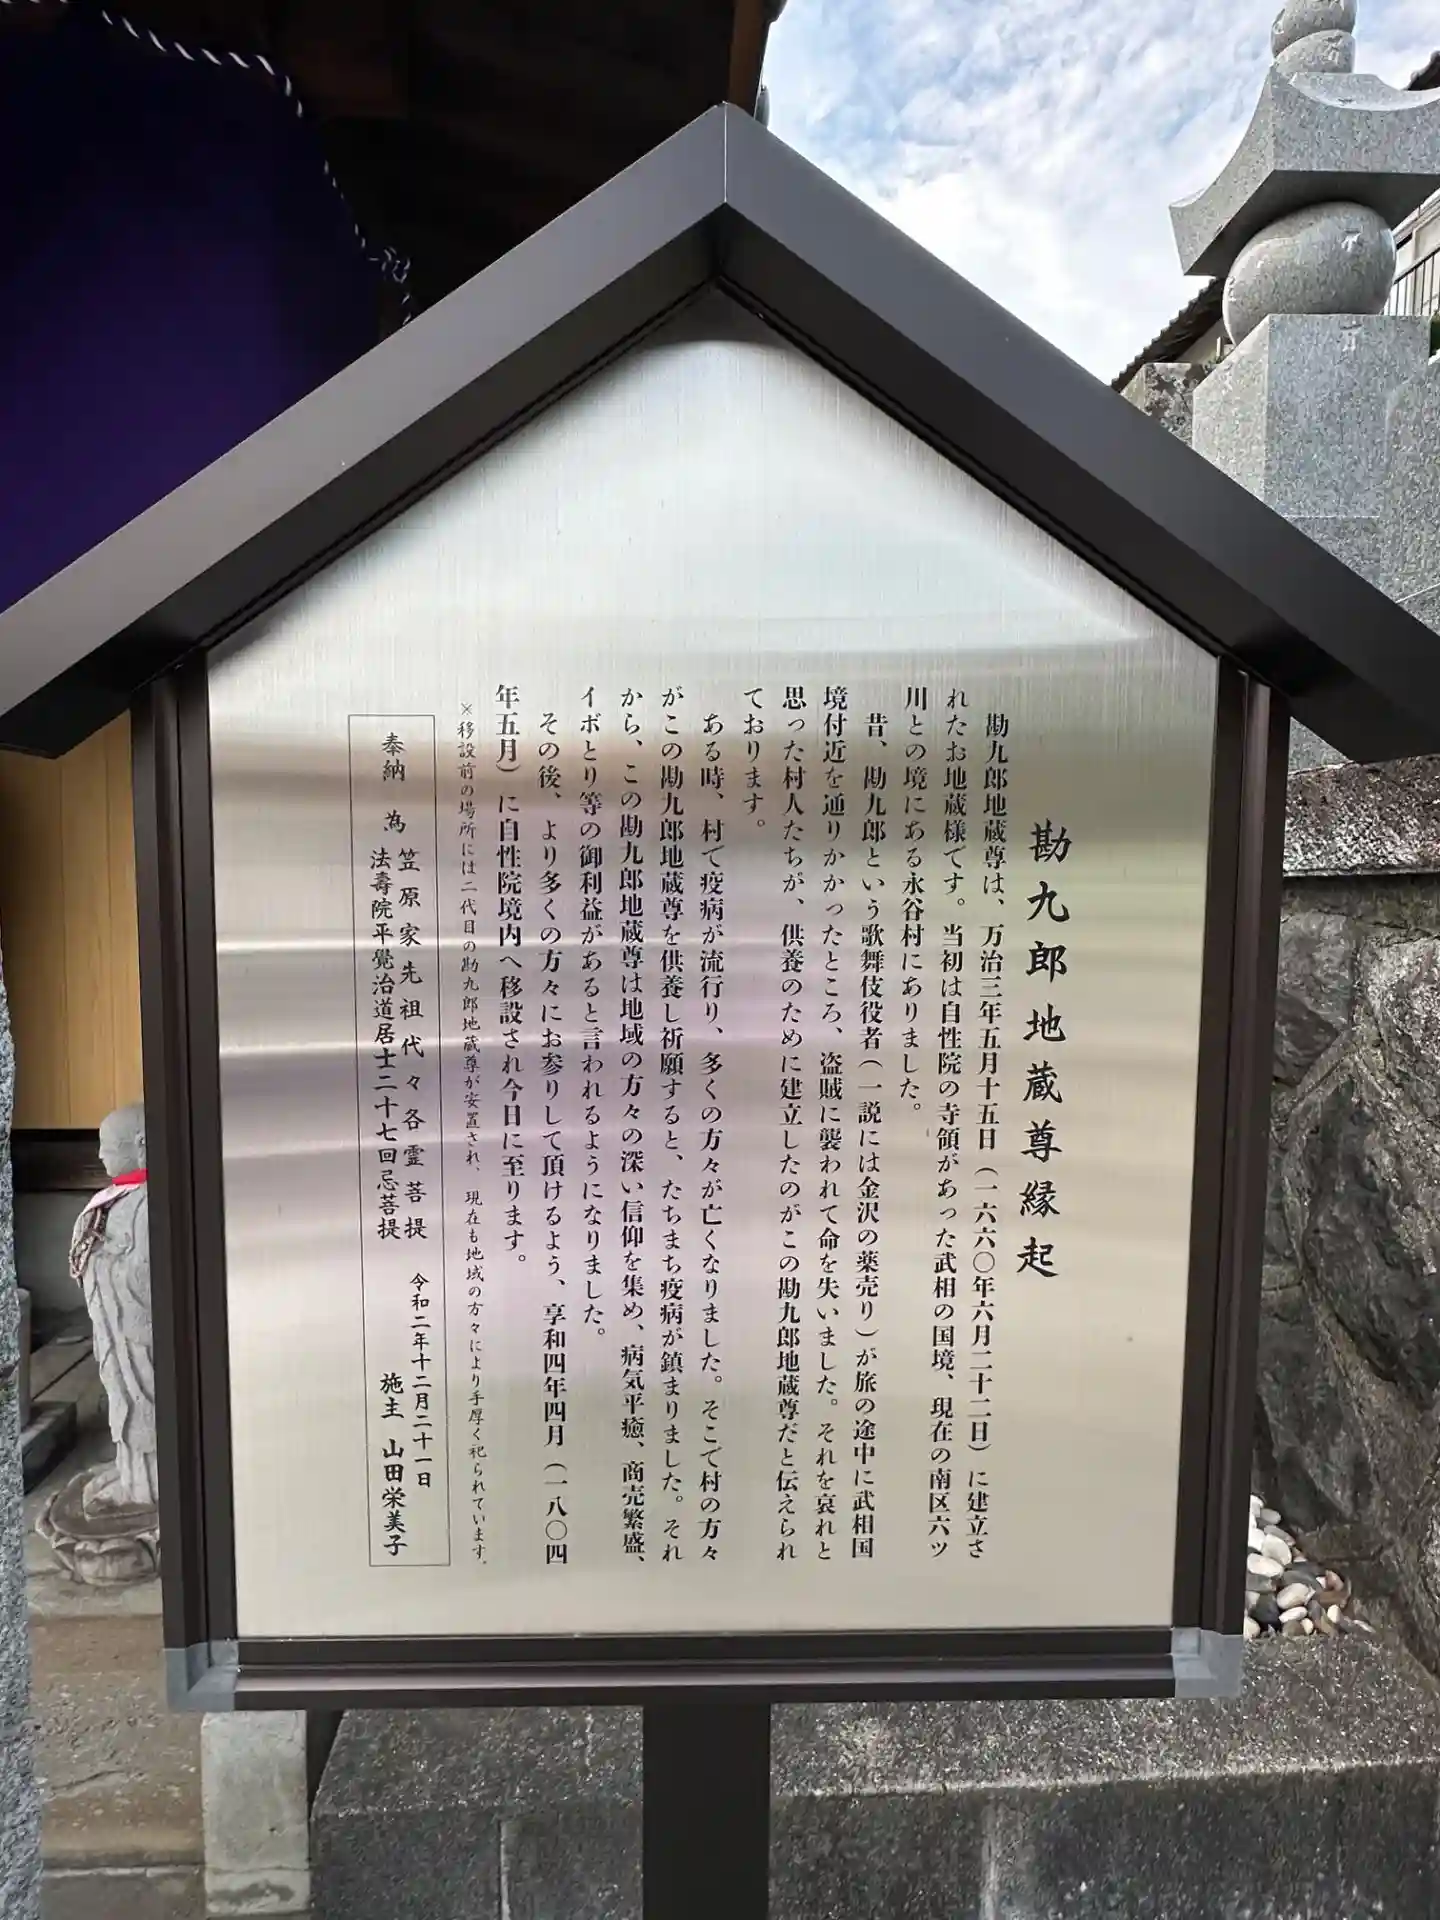 勘九郎地蔵尊縁起
勘九郎地蔵尊は、万治三年五月十五日（一六六〇年六月二十二日）に建立さ
れたお地蔵様です。当初は自性院の寺領があった武相の国境、現在の南区六ツ
川との境にある永谷村にありました。
昔、勘九郎という歌舞伎役者（一説には金沢の薬売り）が旅の途中に武相国
境付近を通りかかったところ、盗賊に襲われて命を失いました。それを哀れと
思った村人たちが、供養のために建立したのがこの勘九郎地蔵尊だと伝えられ
ております。
ある時、村で疫病が流行り、多くの方々が亡くなりました。そこで村の方々
がこの勘九郎地蔵尊を供養し祈願すると、たちまち疫病が鎮まりました。それ
から、この勘九郎地蔵尊は地域の方々の深い信仰を集め、病気平癒、商売繁盛、
イボとり等の御利益があると言われるようになりました。
その後、より多くの方々にお参りして頂けるよう、享和四年四月（一八〇四
年五月）に自性院境内へ移設され今日に至ります。
※移設前の場所には二代目の勘九郎地蔵尊が安置され、現在も地域の方々により手厚く祀られています。
奉納 為 笠原家先祖代々各霊菩提
法壽院平覺治道居士二十七回忌菩提
令和二年十二月二十一日
施主 山田栄美子